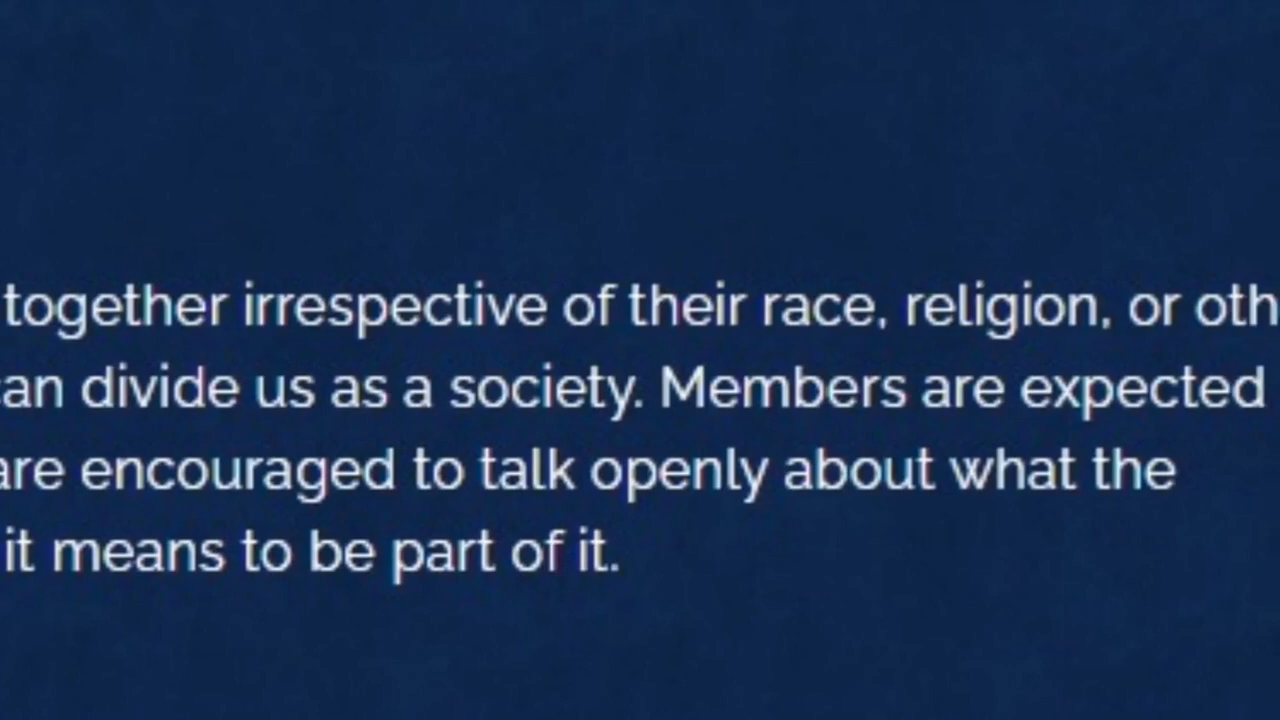 together irrespective of their race, religion, or oth
an divide us as a society. Members are expected
are encouraged to talk openly about what the
it means to be part of it.